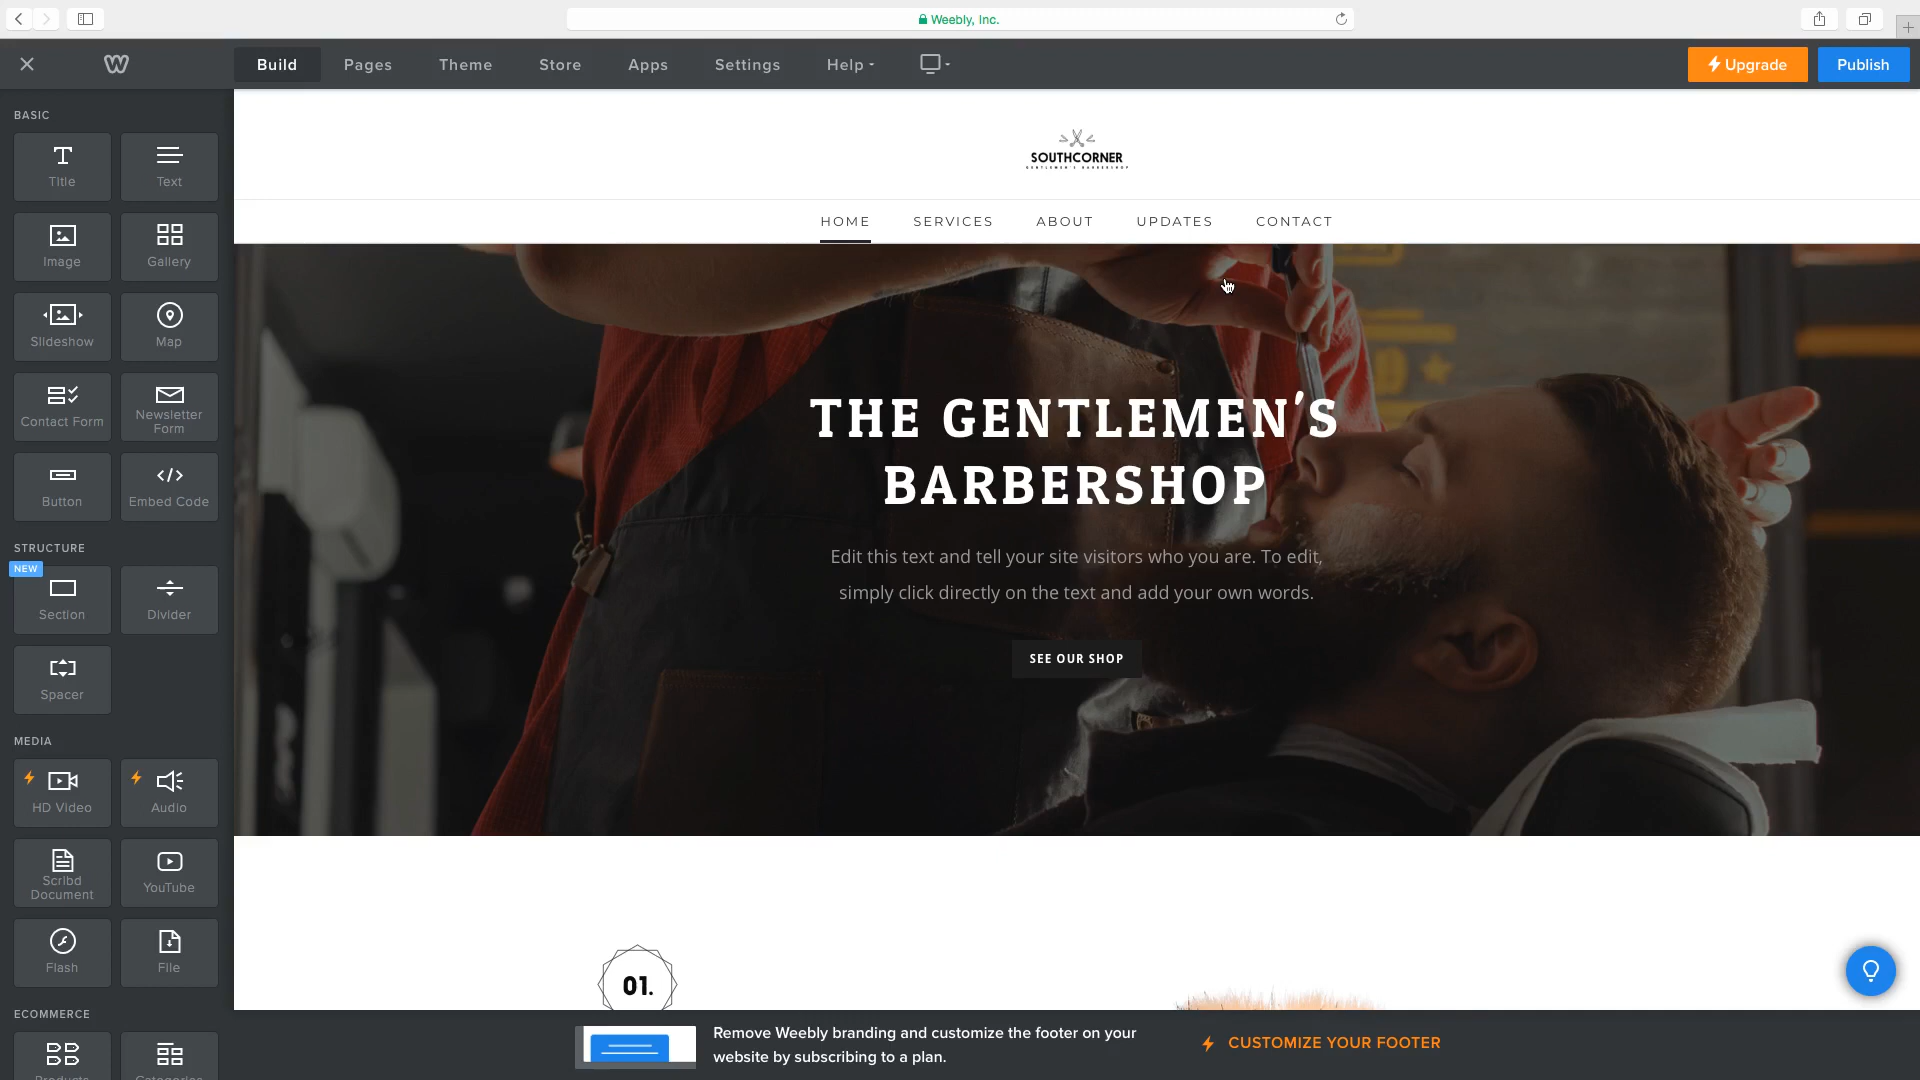 Weebly, Inc.
Build
Pages
Theme
Store
Apps
Settings
Help
Upgrade
Publish
BASIC
Title
Text
Image
Gallery
Slideshow
Map
Contact Form
Newsletter
Form
Button
Embed Code
STRUCTURE
NEW
Section
Divider
Spacer
MEDIA
HD Video
Audio
Scribd
Document
YouTube
Flash
File
ECOMMERCE
Products
Categories
SOUTHCORNER
GENTLEMEN'S BARBERSHOP
HOME
SERVICES
ABOUT
UPDATES
CONTACT
THE GENTLEMEN'S
BARBERSHOP
Edit this text and tell your site visitors who you are. To edit,
simply click directly on the text and add your own words.
SEE OUR SHOP
01.
Remove Weebly branding and customize the footer on your
website by subscribing to a plan.
CUSTOMIZE YOUR FOOTER